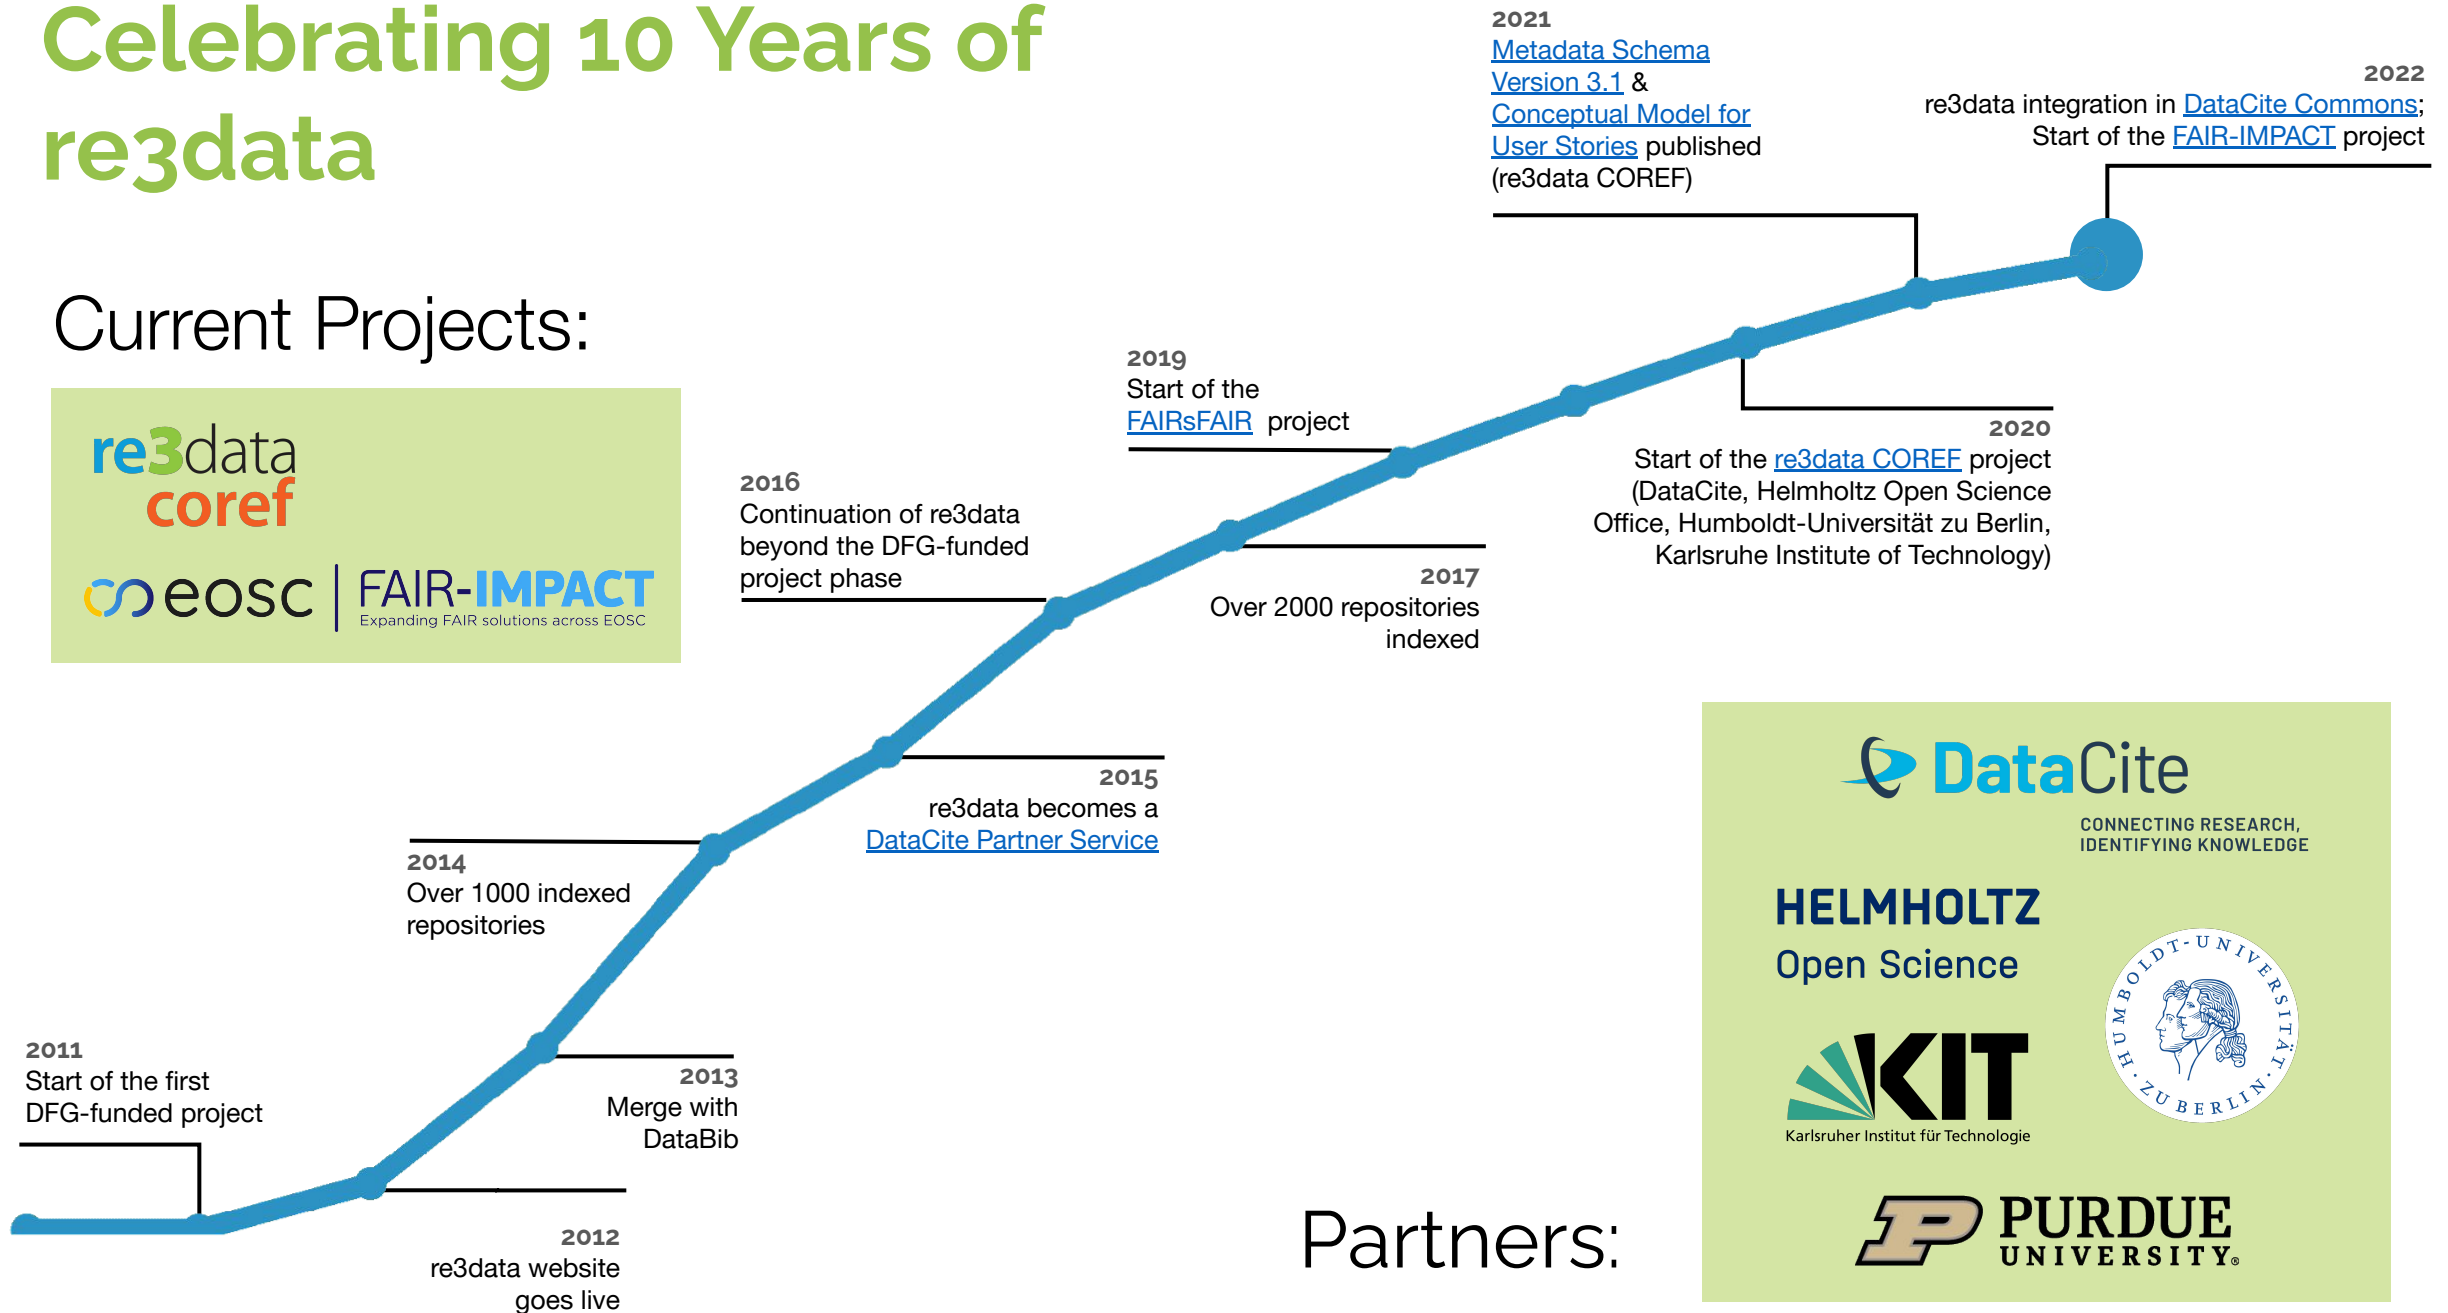 Celebrating 10 Years of
re3data
Current Projects:
re3data
coref
eosc
FAIR-IMPACT
Expanding FAIR solutions across EOSC
2011
Start of the first
DFG-funded project
2012
re3data website
goes live
2013
Merge with
DataBib
2014
Over 1000 indexed
repositories
2015
re3data becomes a
DataCite Partner Service
2016
Continuation of re3data
beyond the DFG-funded
project phase
2017
Over 2000 repositories
indexed
2019
Start of the
FAIRsFAIR project
2020
Start of the re3data COREF project
(DataCite, Helmholtz Open Science
Office, Humboldt-Universität zu Berlin,
Karlsruhe Institute of Technology)
2021
Metadata Schema
Version 3.1 &
Conceptual Model for
User Stories published
(re3data COREF)
2022
re3data integration in DataCite Commons;
Start of the FAIR-IMPACT project
Partners:
DataCite
CONNECTING RESEARCH,
IDENTIFYING KNOWLEDGE
HELMHOLTZ
Open Science
HUMBOLDT-UNIVERSITÄT · ZU BERLIN ·
KIT
Karlsruher Institut für Technologie
P PURDUE
UNIVERSITY®